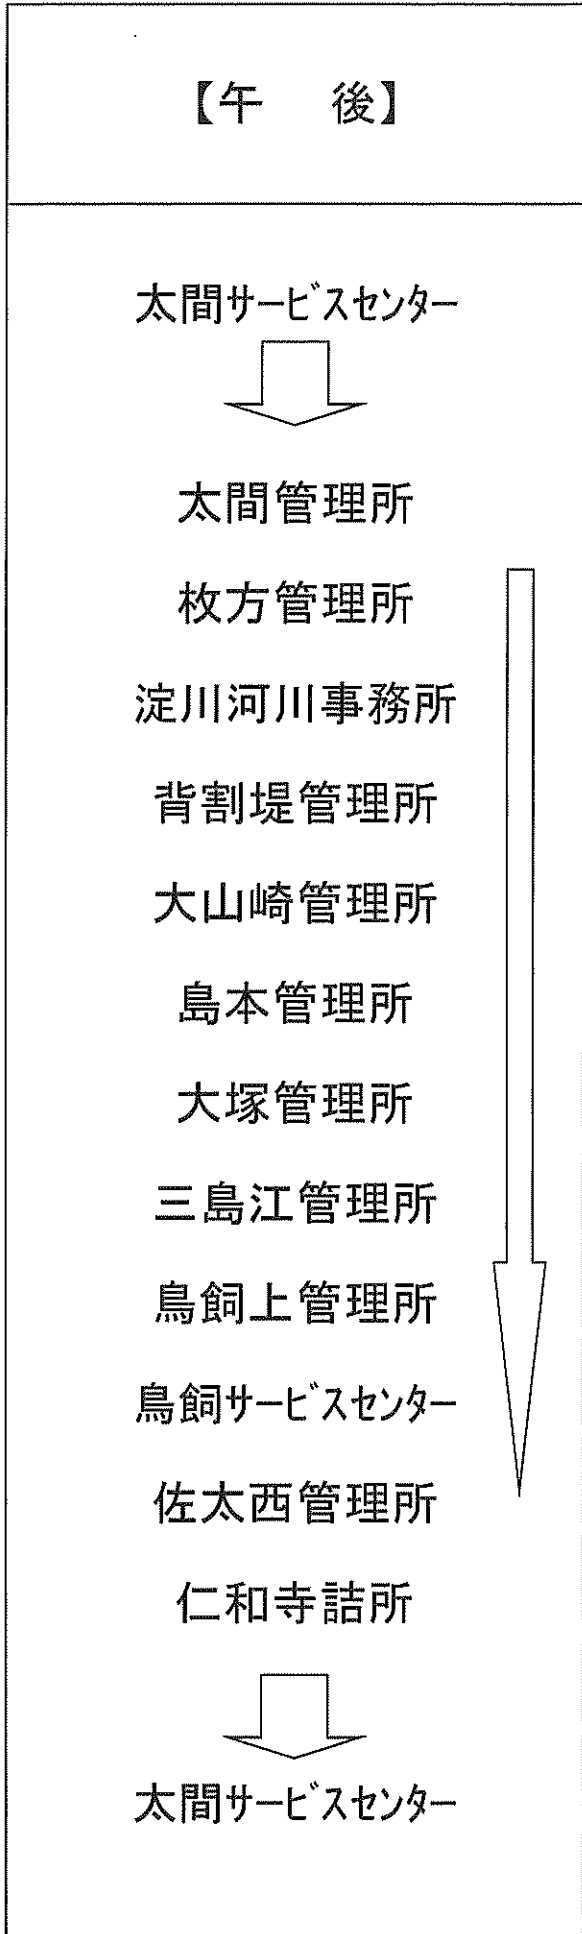 【午　後】
太間サービスセンター
太間管理所
枚方管理所
淀川河川事務所
背割堤管理所
大山崎管理所
島本管理所
大塚管理所
三島江管理所
鳥飼上管理所
鳥飼サービスセンター
佐太西管理所
仁和寺詰所
太間サービスセンター